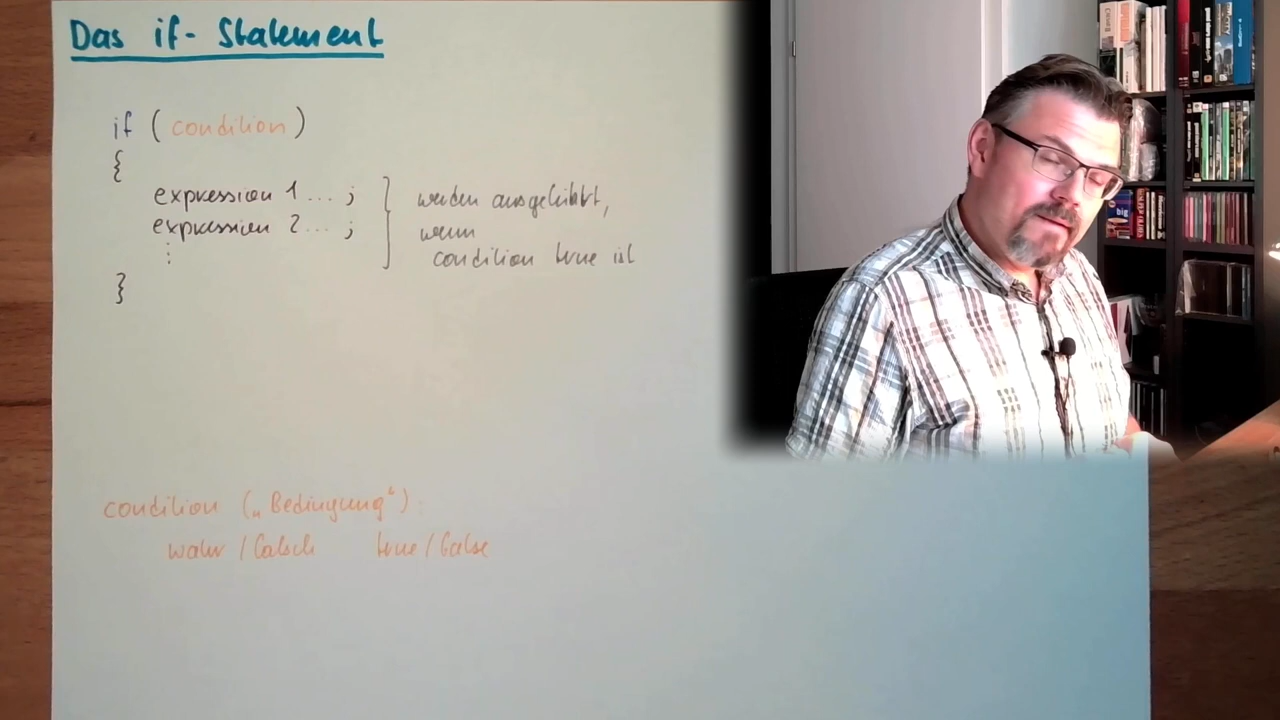 Das if-Statement
if (condition)
{
expression 1 ... ;
expression 2 ... ;
⋮
}
werden ausgeführt,
wenn
condition true ist
condition („Bedingung“):
wahr / falsch true / false
big